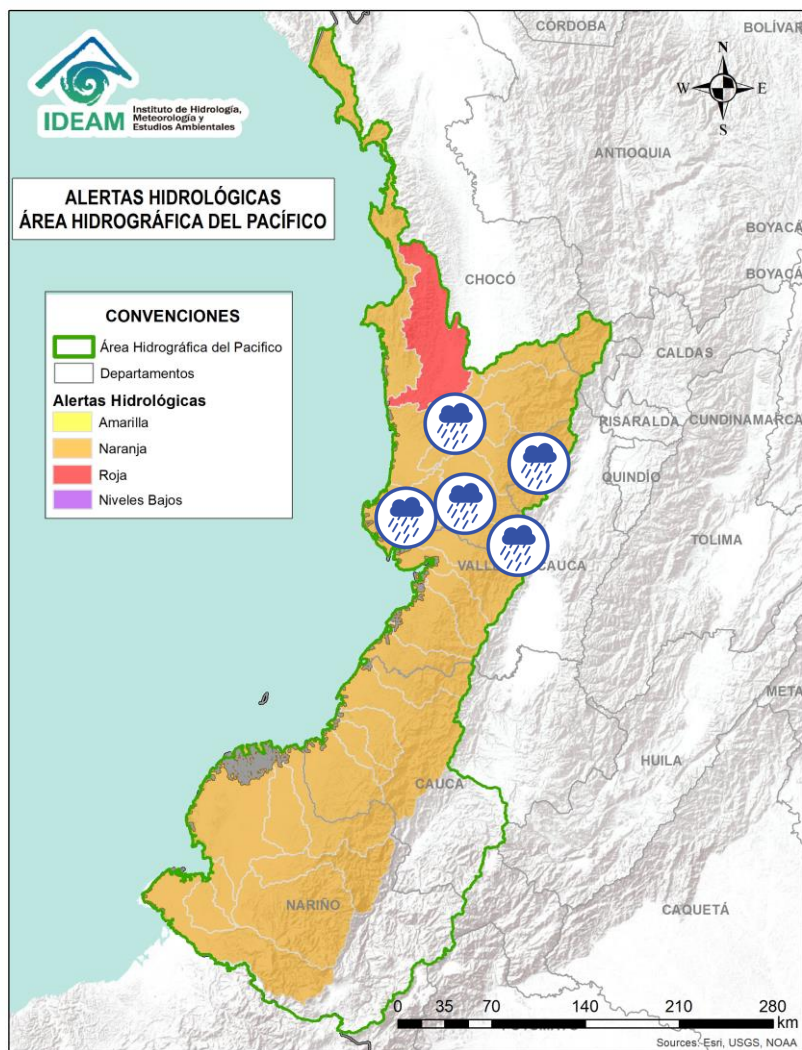 CÓRDOBA
BOLÍVAR
IDEAM
Instituto de Hidrología,
Meteorología y
Estudios Ambientales
N
W
E
S
ANTIOQUIA
ALERTAS HIDROLÓGICAS
ÁREA HIDROGRÁFICA DEL PACÍFICO
BOYACÁ
BOYACÁ
CHOCÓ
CONVENCIONES
Área Hidrográfica del Pacifico
Departamentos
Alertas Hidrológicas
Amarilla
Naranja
Roja
Niveles Bajos
CALDAS
RISARALDA
CUNDINAMARCA
QUINDÍO
TOLIMA
VALLE
CAUCA
META
HUILA
CAUCA
NARIÑO
CAQUETÁ
0 35 70 140 210 280
km
Sources: Esri, USGS, NOAA